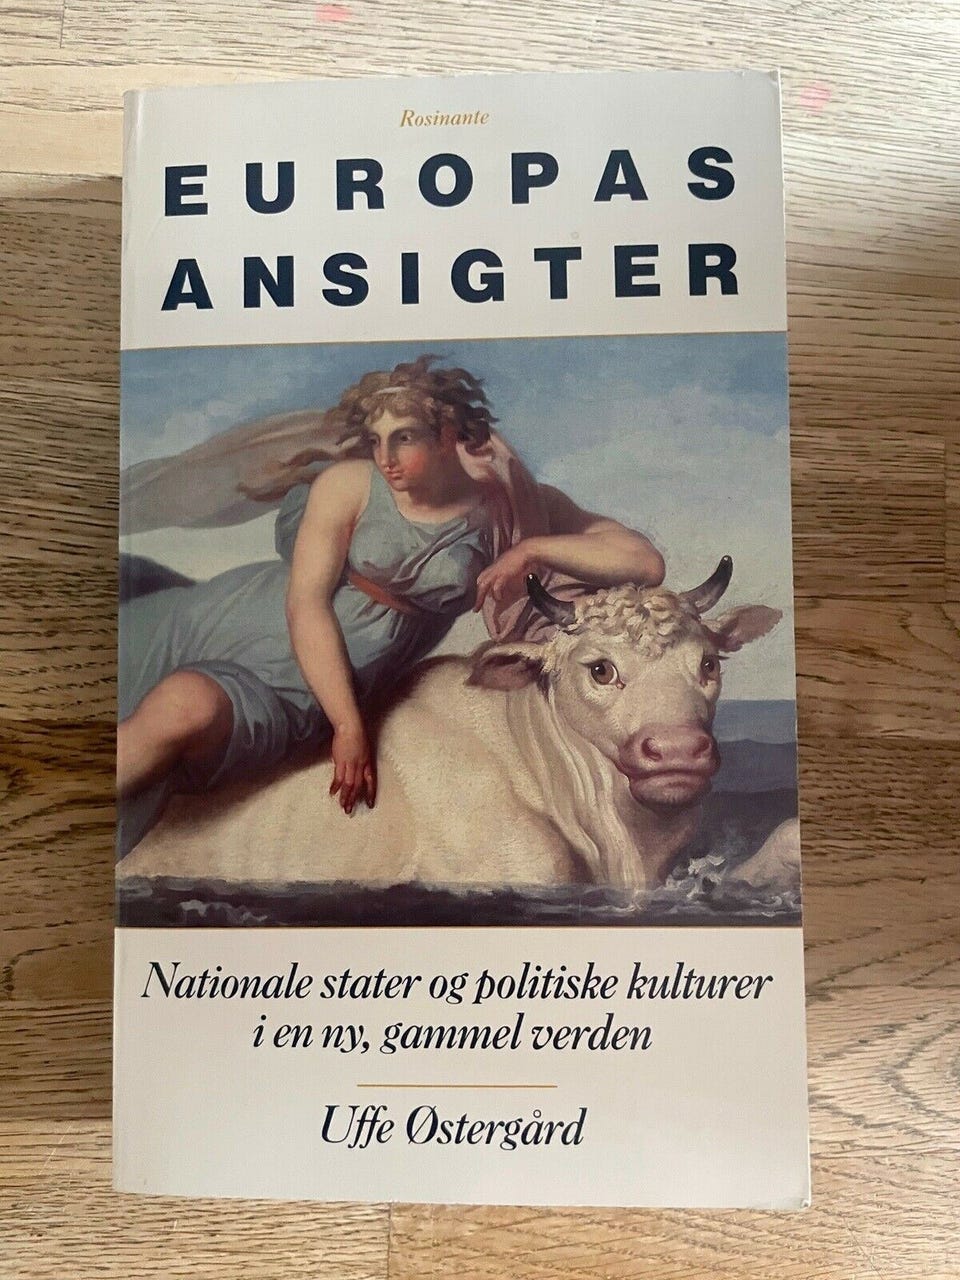 Rosinante
EUROPAS
ANSIGTER
Nationale stater og politiske kulturer
i en ny, gammel verden
Uffe Østergård